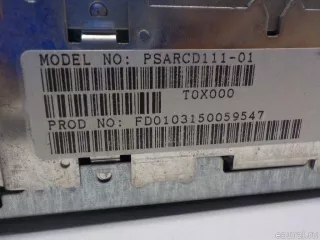 MODEL NO: PSARCD111-01
T0X000
PROD NO: FD0103150059547